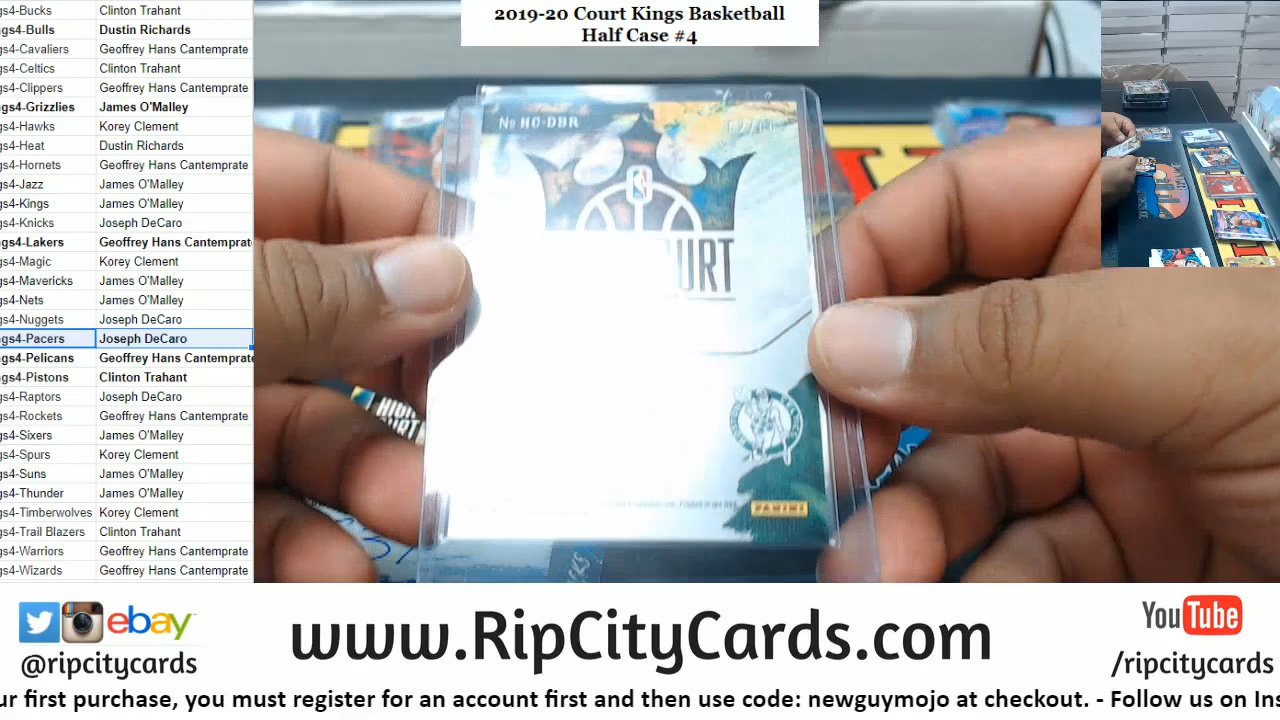 gs4-Bucks Clinton Trahant
gs4-Bulls Dustin Richards
gs4-Cavaliers Geoffrey Hans Cantemprate
gs4-Celtics Clinton Trahant
gs4-Clippers Geoffrey Hans Cantemprate
gs4-Grizzlies James O'Malley
gs4-Hawks Korey Clement
gs4-Heat Dustin Richards
gs4-Hornets Geoffrey Hans Cantemprate
gs4-Jazz James O'Malley
gs4-Kings James O'Malley
gs4-Knicks Joseph DeCaro
gs4-Lakers Geoffrey Hans Cantemprat
gs4-Magic Korey Clement
gs4-Mavericks James O'Malley
gs4-Nets James O'Malley
gs4-Nuggets Joseph DeCaro
gs4-Pacers Joseph DeCaro
gs4-Pelicans Geoffrey Hans Cantemprate
gs4-Pistons Clinton Trahant
gs4-Raptors Joseph DeCaro
gs4-Rockets Geoffrey Hans Cantemprate
gs4-Sixers James O'Malley
gs4-Spurs Korey Clement
gs4-Suns James O'Malley
gs4-Thunder James O'Malley
gs4-Timberwolves Korey Clement
gs4-Trail Blazers Clinton Trahant
gs4-Warriors Geoffrey Hans Cantemprate
gs4-Wizards Geoffrey Hans Cantemprate
2019-20 Court Kings Basketball
Half Case #4
No HC-DBR
NBA
URT
PANINI
ebay
@ripcitycards
www.RipCityCards.com
YouTube
/ripcitycards
ur first purchase, you must register for an account first and then use code: newguymojo at checkout. - Follow us on Ins